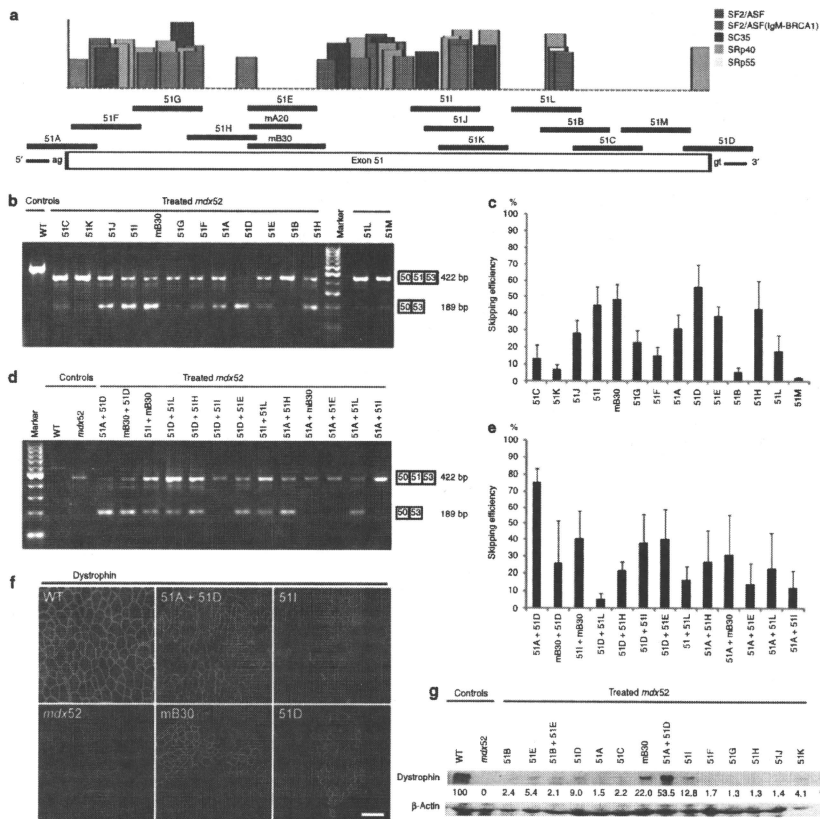 a
SF2/ASF
SF2/ASF(IgM-BRCA1)
SC35
SRp40
SRp55
51G 51E 51I 51L
51F mA20 51J 51B 51M
51H
51A mB30 51K 51C 51D
5′ ag Exon 51 gt 3′
b
Controls Treated mdx52
WT 51C 51K 51J 51I mB30 51G 51F 51A 51D 51E 51B 51H Marker 51L 51M
50 51 53 422 bp
50 53 189 bp
c
%
100
90
80
70
60
50
40
30
20
10
0
Skipping efficiency
51C 51K 51J 51I mB30 51G 51F 51A 51D 51E 51B 51H 51L 51M
d
Controls Treated mdx52
Marker WT mdx52 51A + 51D mB30 + 51D 51I + mB30 51D + 51L 51D + 51H 51D + 51I 51D + 51E 51I + 51L 51A + 51H 51A + mB30 51A + 51E 51A + 51L 51A + 51I
50 51 53 422 bp
50 53 189 bp
e
%
100
90
80
70
60
50
40
30
20
10
0
Skipping efficiency
51A + 51D mB30 + 51D 51I + mB30 51D + 51L 51D + 51H 51D + 51I 51D + 51E 51 + 51L 51A + 51H 51A + mB30 51A + 51E 51A + 51L 51A + 51I
f
Dystrophin
WT 51A + 51D 51I
mdx52 mB30 51D
g
Controls Treated mdx52
WT mdx52 51B 51E 51B + 51E 51D 51A 51C mB30 51A + 51D 51I 51F 51G 51H 51J 51K
Dystrophin
100 0 2.4 5.4 2.1 9.0 1.5 2.2 22.0 53.5 12.8 1.7 1.3 1.3 1.4 4.1
β-Actin